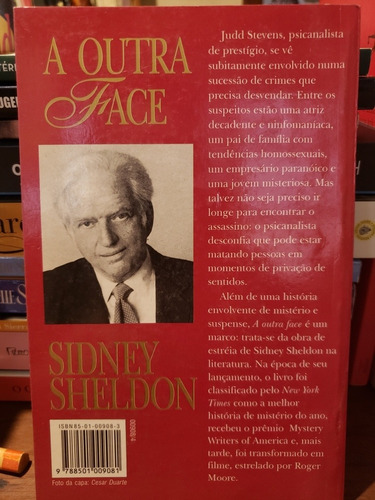 A OUTRA
FACE
SIDNEY
SHELDON
ISBN 85-01-00908-3
9 788501 009081
Foto da capa: Cesar Duarte
Judd Stevens, psicanalista
de prestígio, se vê
subitamente envolvido numa
sucessão de crimes que
precisa desvendar. Entre os
suspeitos estão uma atriz
decadente e ninfomaníaca,
um pai de família com
tendências homossexuais,
um empresário paranóico e
uma jovem misteriosa. Mas
talvez não seja preciso ir
longe para encontrar o
assassino: o psicanalista
desconfia que pode estar
matando pessoas em
momentos de privação de
sentidos.
Além de uma história
envolvente de mistério e
suspense, A outra face é um
marco: trata-se da obra de
estréia de Sidney Sheldon na
literatura. Na época de seu
lançamento, o livro foi
classificado pelo New York
Times como a melhor
história de mistério do ano,
recebeu o prêmio Mystery
Writers of America e, mais
tarde, foi transformado em
filme, estrelado por Roger
Moore.